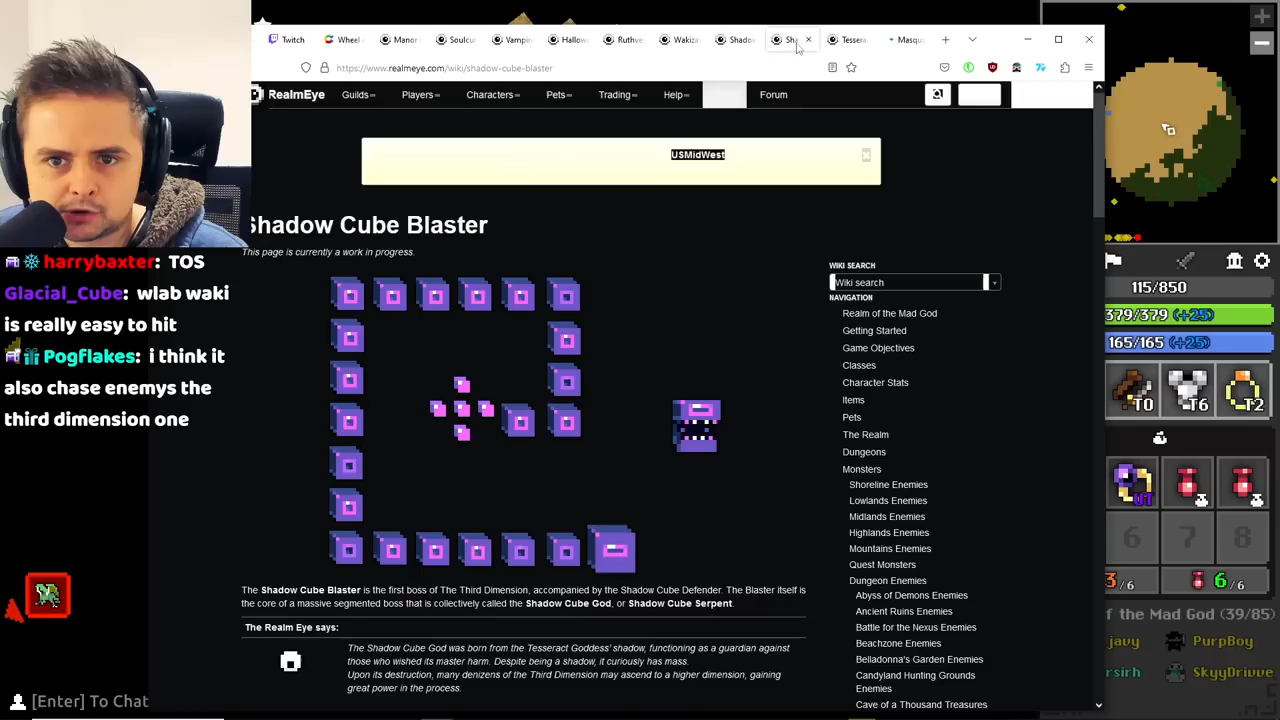 Twitch
Wheel
Manor
Soulcu
Vampir
Hallow
Ruthve
Wakiza
Shadow
Sha
Tessera
Masqu
https://www.realmeye.com/wiki/shadow-cube-blaster
RealmEye
Guilds
Players
Characters
Pets
Trading
Help
Forum
USMidWest
Shadow Cube Blaster
This page is currently a work in progress.
The Shadow Cube Blaster is the first boss of The Third Dimension, accompanied by the Shadow Cube Defender. The Blaster itself is
the core of a massive segmented boss that is collectively called the Shadow Cube God, or Shadow Cube Serpent.
The Realm Eye says:
The Shadow Cube God was born from the Tesseract Goddess' shadow, functioning as a guardian against
those who wished its master harm. Despite being a shadow, it curiously has mass.
Upon its destruction, many denizens of the Third Dimension may ascend to a higher dimension, gaining
great power in the process.
WIKI SEARCH
Wiki search
NAVIGATION
Realm of the Mad God
Getting Started
Game Objectives
Classes
Character Stats
Items
Pets
The Realm
Dungeons
Monsters
Shoreline Enemies
Lowlands Enemies
Midlands Enemies
Highlands Enemies
Mountains Enemies
Quest Monsters
Dungeon Enemies
Abyss of Demons Enemies
Ancient Ruins Enemies
Battle for the Nexus Enemies
Beachzone Enemies
Belladonna's Garden Enemies
Candyland Hunting Grounds
Enemies
Cave of a Thousand Treasures
harrybaxter: TOS
Glacial_Cube: wlab waki
is really easy to hit
Pogflakes: i think it
also chase enemys the
third dimension one
[Enter] To Chat
115/850
379/379 (+25)
165/165 (+25)
T0
T6
T2
UT
6
7
8
3/6
6/6
of the Mad God (39/85)
javy
PurpBoy
rsirh
SkyyDrivve